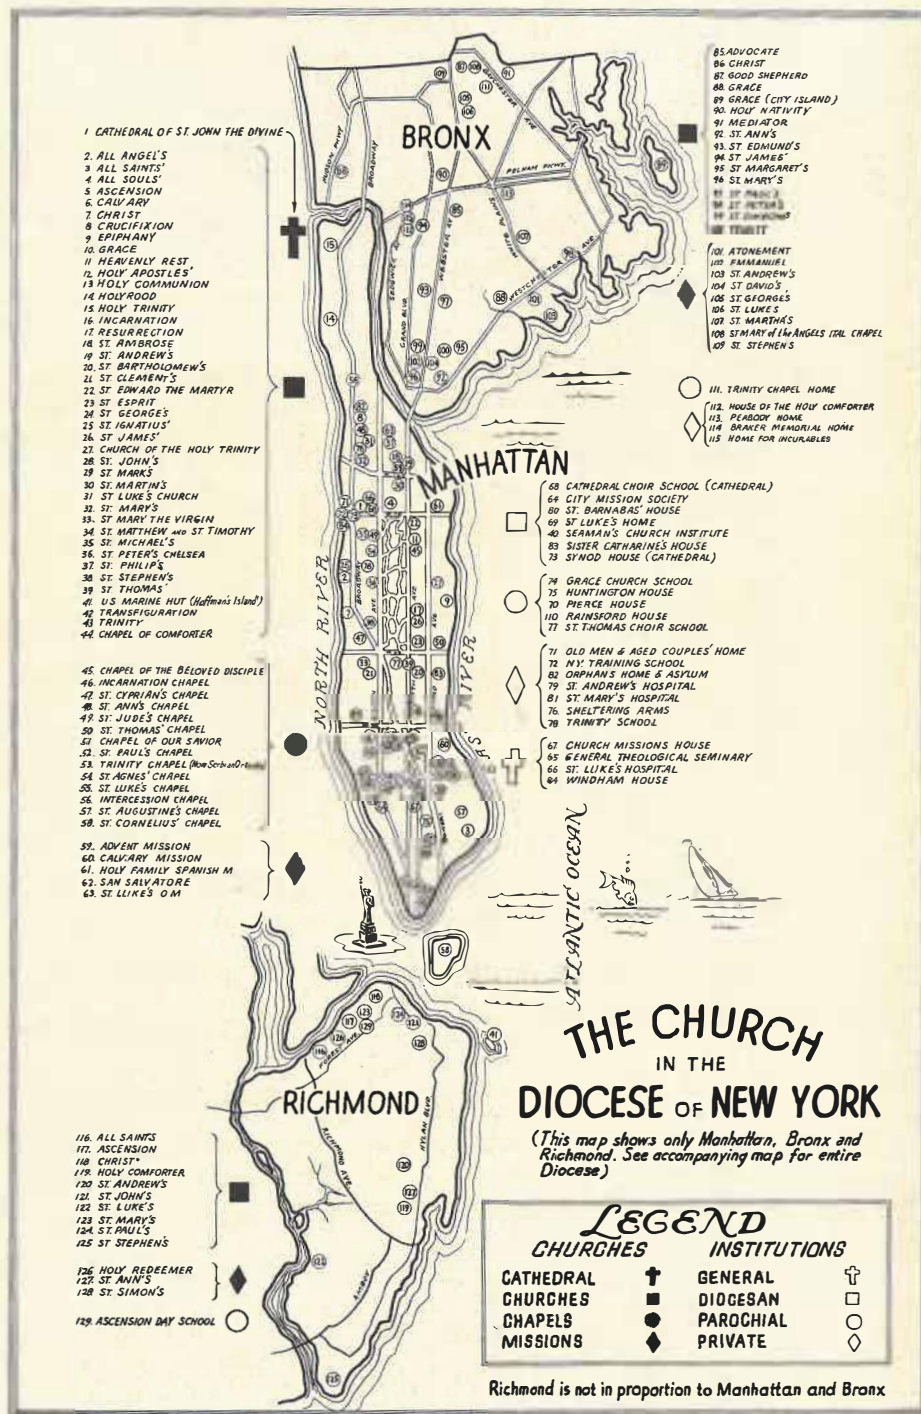 1 CATHEDRAL OF ST. JOHN THE DIVINE
2. ALL ANGEL'S
3 ALL SAINTS'
4 ALL SOULS'
5 ASCENSION
6. CALVARY
7. CHRIST
8 CRUCIFIXION
9 EPIPHANY
10. GRACE
11 HEAVENLY REST
12 HOLY APOSTLES'
13 HOLY COMMUNION
14 HOLYROOD
15. HOLY TRINITY
16. INCARNATION
17. RESURRECTION
18. ST. AMBROSE
19 ST. ANDREW'S
20. ST. BARTHOLOMEW'S
21 ST. CLEMENT'S
22 ST. EDWARD THE MARTYR
23 ST ESPRIT
24 ST GEORGE'S
25 ST. IGNATIUS'
26 ST JAMES'
27. CHURCH OF THE HOLY TRINITY
28. ST. JOHN'S
29 ST. MARK'S
30 ST. MARTIN'S
31 ST LUKE'S CHURCH
32. ST. MARY'S
33. ST MARY THE VIRGIN
34. ST. MATTHEW AND ST. TIMOTHY
35. ST. MICHAEL'S
36. ST. PETER'S CHELSEA
37. ST. PHILIP'S
38 ST. STEPHEN'S
39 ST. THOMAS'
41. US MARINE HUT (Hoffman's Island)
42 TRANSFIGURATION
43 TRINITY
44. CHAPEL OF COMFORTER
45. CHAPEL OF THE BELOVED DISCIPLE
46. INCARNATION CHAPEL
47. ST. CYPRIAN'S CHAPEL
48. ST. ANN'S CHAPEL
49. ST. JUDE'S CHAPEL
50 ST. THOMAS' CHAPEL
51 CHAPEL OF OUR SAVIOR
52. ST. PAUL'S CHAPEL
53. TRINITY CHAPEL (Now Serbian
54. ST. AGNES' CHAPEL
55. ST. LUKE'S CHAPEL
56. INTERCESSION CHAPEL
57. ST. AUGUSTINE'S CHAPEL
58. ST. CORNELIUS' CHAPEL
59. ADVENT MISSION
60. CALVARY MISSION
61. HOLY FAMILY SPANISH M
62. SAN SALVATORE
63. ST. LUKE'S O M
85. ADVOCATE
86 CHRIST
87. GOOD SHEPHERD
88. GRACE
89 GRACE (CITY ISLAND)
90. HOLY NATIVITY
91 MEDIATOR
92 ST. ANN'S
93. ST EDMUND'S
94. ST JAMES'
95 ST MARGARET'S
96 ST. MARY'S
101. ATONEMENT
102 EMMANUEL
103 ST. ANDREW'S
104 ST DAVID'S
105 ST. GEORGE'S
106 ST. LUKE'S
107 ST. MARTHA'S
108 ST MARY of the ANGELS ITAL CHAPEL
109 ST. STEPHEN'S
111. TRINITY CHAPEL HOME
112. HOUSE OF THE HOLY COMFORTER
113. PEABODY HOME
114 BRAKER MEMORIAL HOME
115 HOME FOR INCURABLES
68 CATHEDRAL CHOIR SCHOOL (CATHEDRAL)
64 CITY MISSION SOCIETY
80 ST. BARNABAS' HOUSE
69 ST LUKE'S HOME
40 SEAMAN'S CHURCH INSTITUTE
83 SISTER CATHARINE'S HOUSE
73 SYNOD HOUSE (CATHEDRAL)
74 GRACE CHURCH SCHOOL
75 HUNTINGTON HOUSE
70 PIERCE HOUSE
110 RAINSFORD HOUSE
77 ST. THOMAS CHOIR SCHOOL
71 OLD MEN & AGED COUPLES' HOME
72 N.Y. TRAINING SCHOOL
82 ORPHANS HOME & ASYLUM
79 ST. ANDREW'S HOSPITAL
81 ST. MARY'S HOSPITAL
76. SHELTERING ARMS
78 TRINITY SCHOOL
67 CHURCH MISSIONS HOUSE
65 GENERAL THEOLOGICAL SEMINARY
66 ST. LUKE'S HOSPITAL
84 WINDHAM HOUSE
BRONX
HUDSON PKWY
BROADWAY
PELHAM PKWY.
WHITE PLAINS
WEBSTER AV
SEDGWICK AV
GRAND BLVD.
WESTCHESTER AVE
MANHATTAN
BROADWAY
NORTH RIVER
RIVER
ATLANTIC OCEAN
RICHMOND
FOREST AVE.
RICHMOND AVE.
HYLAN BLVD.
AMBOY
116. ALL SAINTS
117. ASCENSION
118 CHRIST
119. HOLY COMFORTER
120 ST. ANDREW'S
121. ST. JOHN'S
122 ST. LUKE'S
123 ST. MARY'S
124. ST. PAUL'S
125 ST STEPHEN'S
126 HOLY REDEEMER
127. ST. ANN'S
128. ST. SIMON'S
129. ASCENSION DAY SCHOOL
THE CHURCH
IN THE
DIOCESE OF NEW YORK
(This map shows only Manhattan, Bronx and
Richmond. See accompanying map for entire
Diocese)
LEGEND
CHURCHES INSTITUTIONS
CATHEDRAL GENERAL
CHURCHES DIOCESAN
CHAPELS PAROCHIAL
MISSIONS PRIVATE
Richmond is not in proportion to Manhattan and Bronx